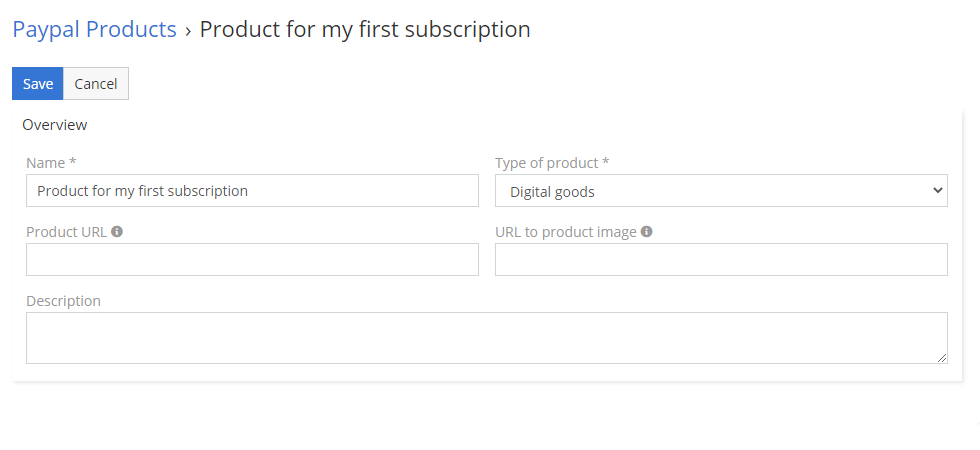 Paypal Products › Product for my first subscription
Save Cancel
Overview
Name * Type of product *
Product for my first subscription Digital goods
Product URL URL to product image
Description